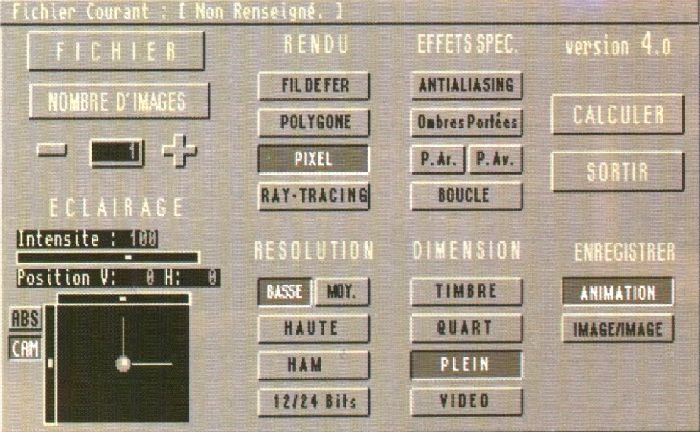 Fichier Courant : [ Non Renseigné. ]
FICHIER
NOMBRE D'IMAGES
1
ECLAIRAGE
Intensite : 100
Position V: 0 H: 0
ABS
CAM
RENDU
FIL DE FER
POLYGONE
PIXEL
RAY-TRACING
RESOLUTION
BASSE
MOY.
HAUTE
HAM
12/24 Bits
EFFETS SPEC.
ANTIALIASING
Ombres Portées
P.Ar.
P.Av.
BOUCLE
DIMENSION
TIMBRE
QUART
PLEIN
VIDEO
version 4.0
CALCULER
SORTIR
ENREGISTRER
ANIMATION
IMAGE/IMAGE